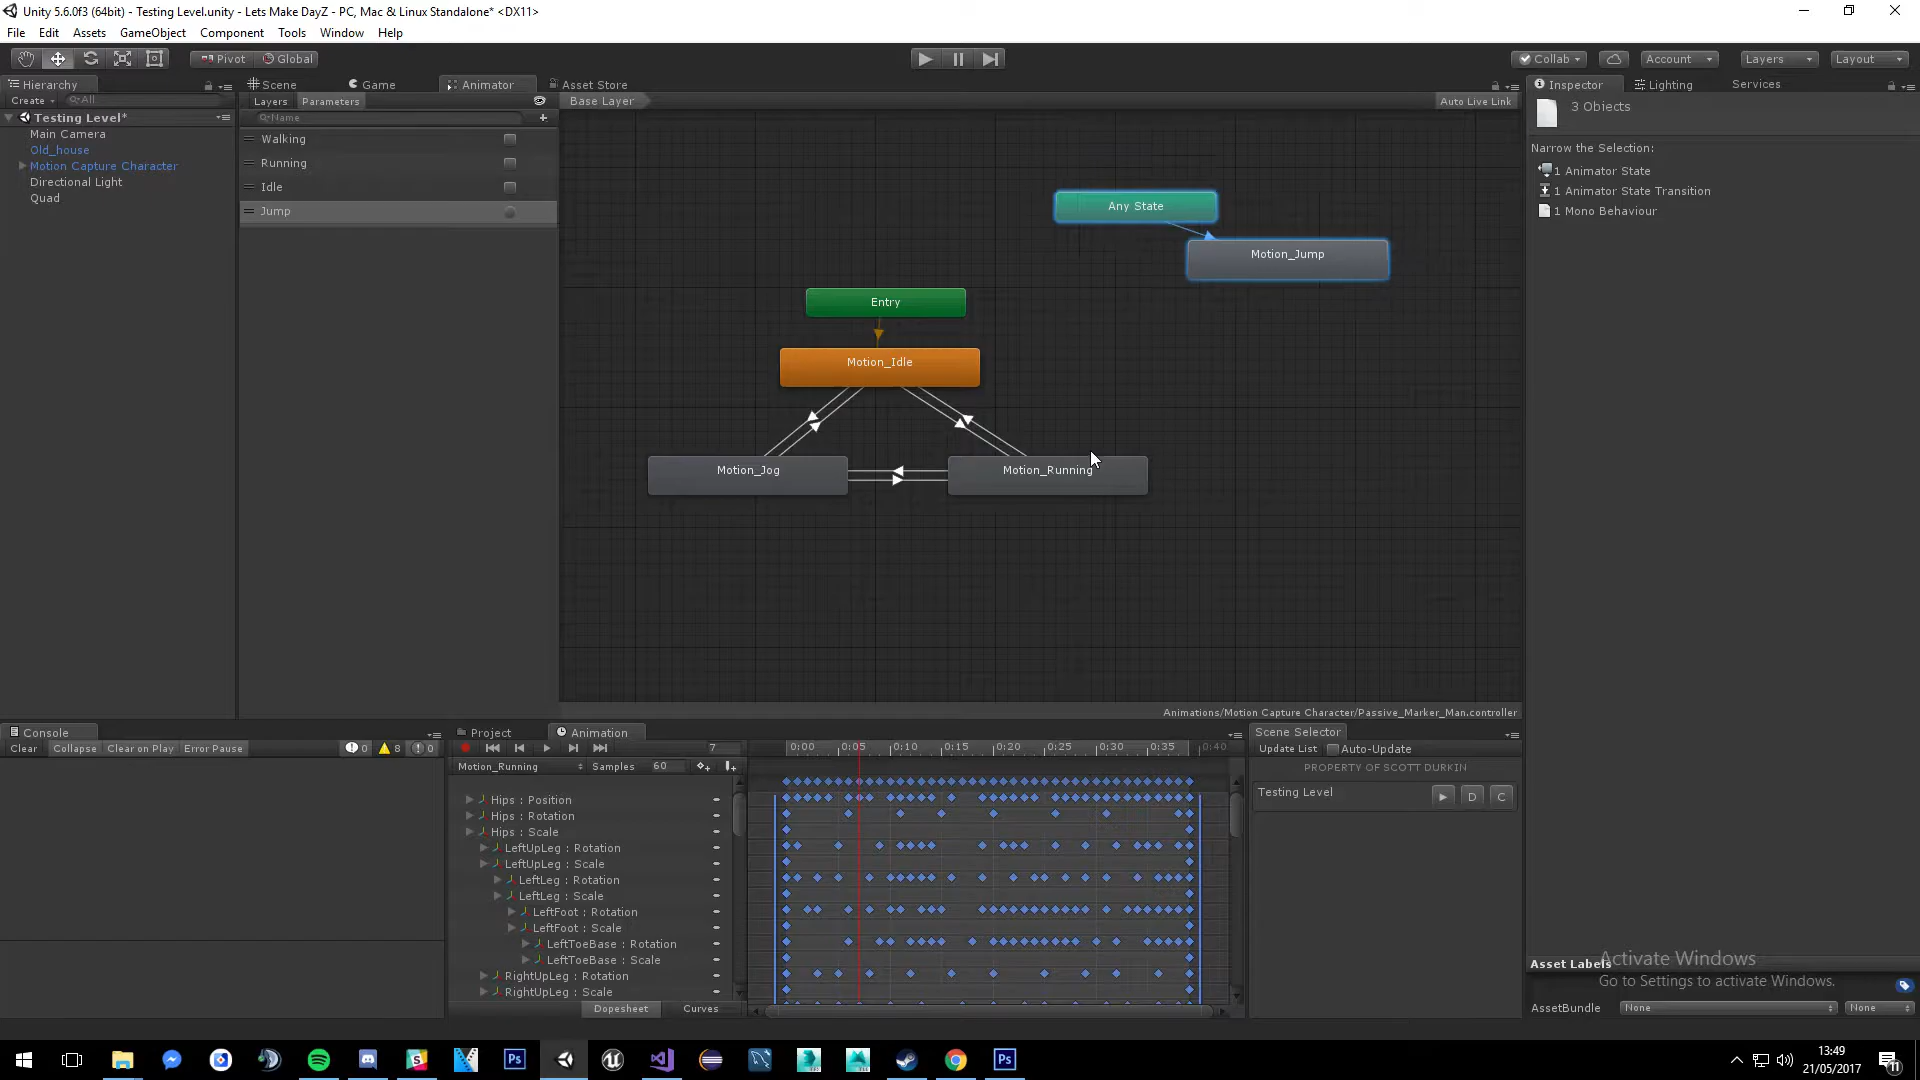 Unity 5.6.0f3 (64bit) - Testing Level.unity - Lets Make DayZ - PC, Mac & Linux Standalone* <DX11>
File Edit Assets GameObject Component Tools Window Help
Pivot Global
Collab Account Layers Layout
Hierarchy
Create All
Testing Level*
Main Camera
Old_house
Motion Capture Character
Directional Light
Quad
Scene Game Animator Asset Store
Layers Parameters
Name
Walking
Running
Idle
Jump
Base Layer
Auto Live Link
Any State
Motion_Jump
Entry
Motion_Idle
Motion_Jog
Motion_Running
Animations/Motion Capture Character/Passive_Marker_Man.controller
Inspector Lighting Services
3 Objects
Narrow the Selection:
1 Animator State
1 Animator State Transition
1 Mono Behaviour
Console
Clear Collapse Clear on Play Error Pause 0 8 0
Project Animation
7
Motion_Running Samples 60
0:00 0:05 0:10 0:15 0:20 0:25 0:30 0:35 0:40
Hips : Position
Hips : Rotation
Hips : Scale
LeftUpLeg : Rotation
LeftUpLeg : Scale
LeftLeg : Rotation
LeftLeg : Scale
LeftFoot : Rotation
LeftFoot : Scale
LeftToeBase : Rotation
LeftToeBase : Scale
RightUpLeg : Rotation
RightUpLeg : Scale
Dopesheet Curves
Scene Selector
Update List Auto-Update
PROPERTY OF SCOTT DURKIN
Testing Level D C
Activate Windows
Go to Settings to activate Windows.
Asset Labels
AssetBundle None None
13:49
21/05/2017
11